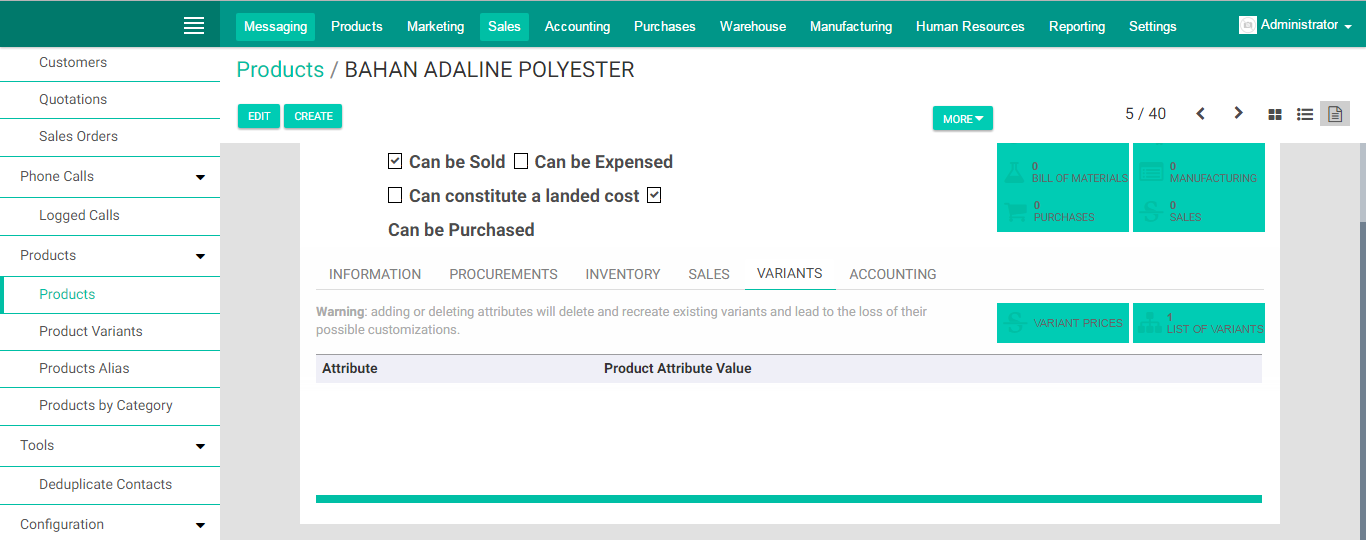 Messaging Products Marketing Sales Accounting Purchases Warehouse Manufacturing Human Resources Reporting Settings Administrator
Customers
Quotations
Sales Orders
Phone Calls
Logged Calls
Products
Products
Product Variants
Products Alias
Products by Category
Tools
Deduplicate Contacts
Configuration
Products / BAHAN ADALINE POLYESTER
EDIT CREATE MORE 5 / 40
Can be Sold Can be Expensed
Can constitute a landed cost
Can be Purchased
0
BILL OF MATERIALS
0
MANUFACTURING
0
PURCHASES
0
SALES
INFORMATION PROCUREMENTS INVENTORY SALES VARIANTS ACCOUNTING
Warning: adding or deleting attributes will delete and recreate existing variants and lead to the loss of their
possible customizations.
VARIANT PRICES
1
LIST OF VARIANTS
Attribute Product Attribute Value